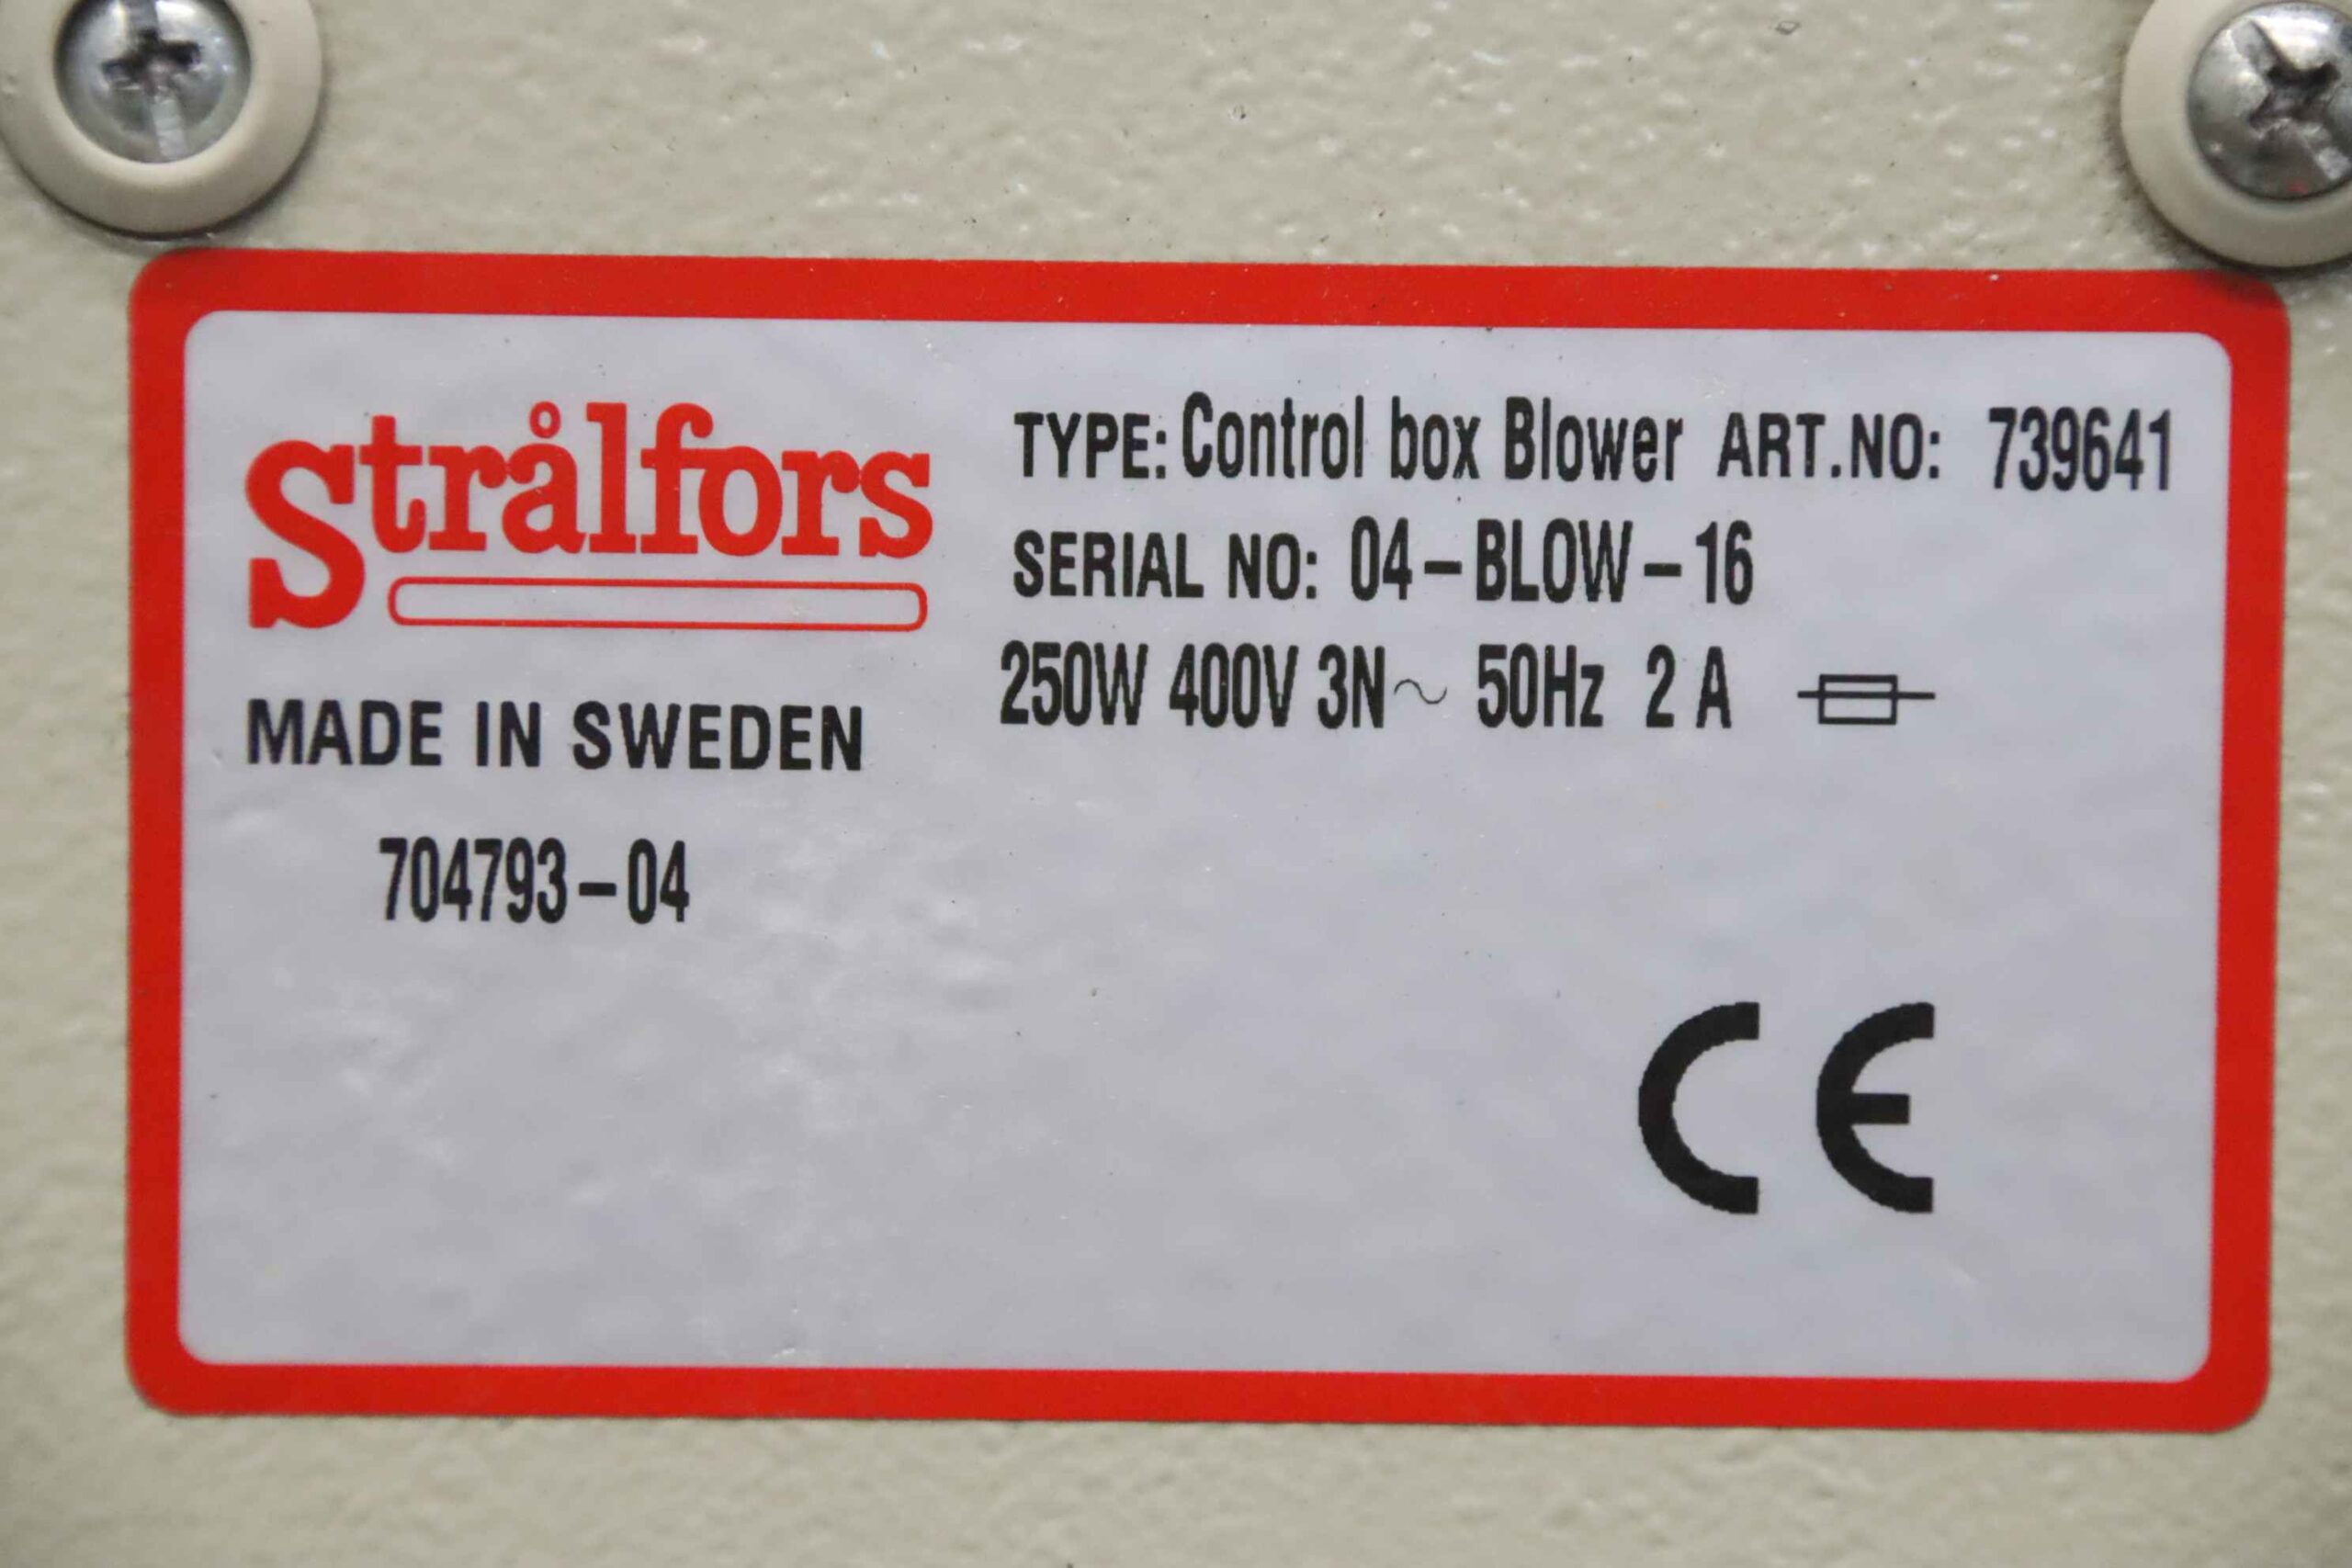 Strålfors
MADE IN SWEDEN
704793-04
TYPE: Control box Blower ART.NO: 739641
SERIAL NO: 04-BLOW-16
250W 400V 3N~ 50Hz 2 A
CE